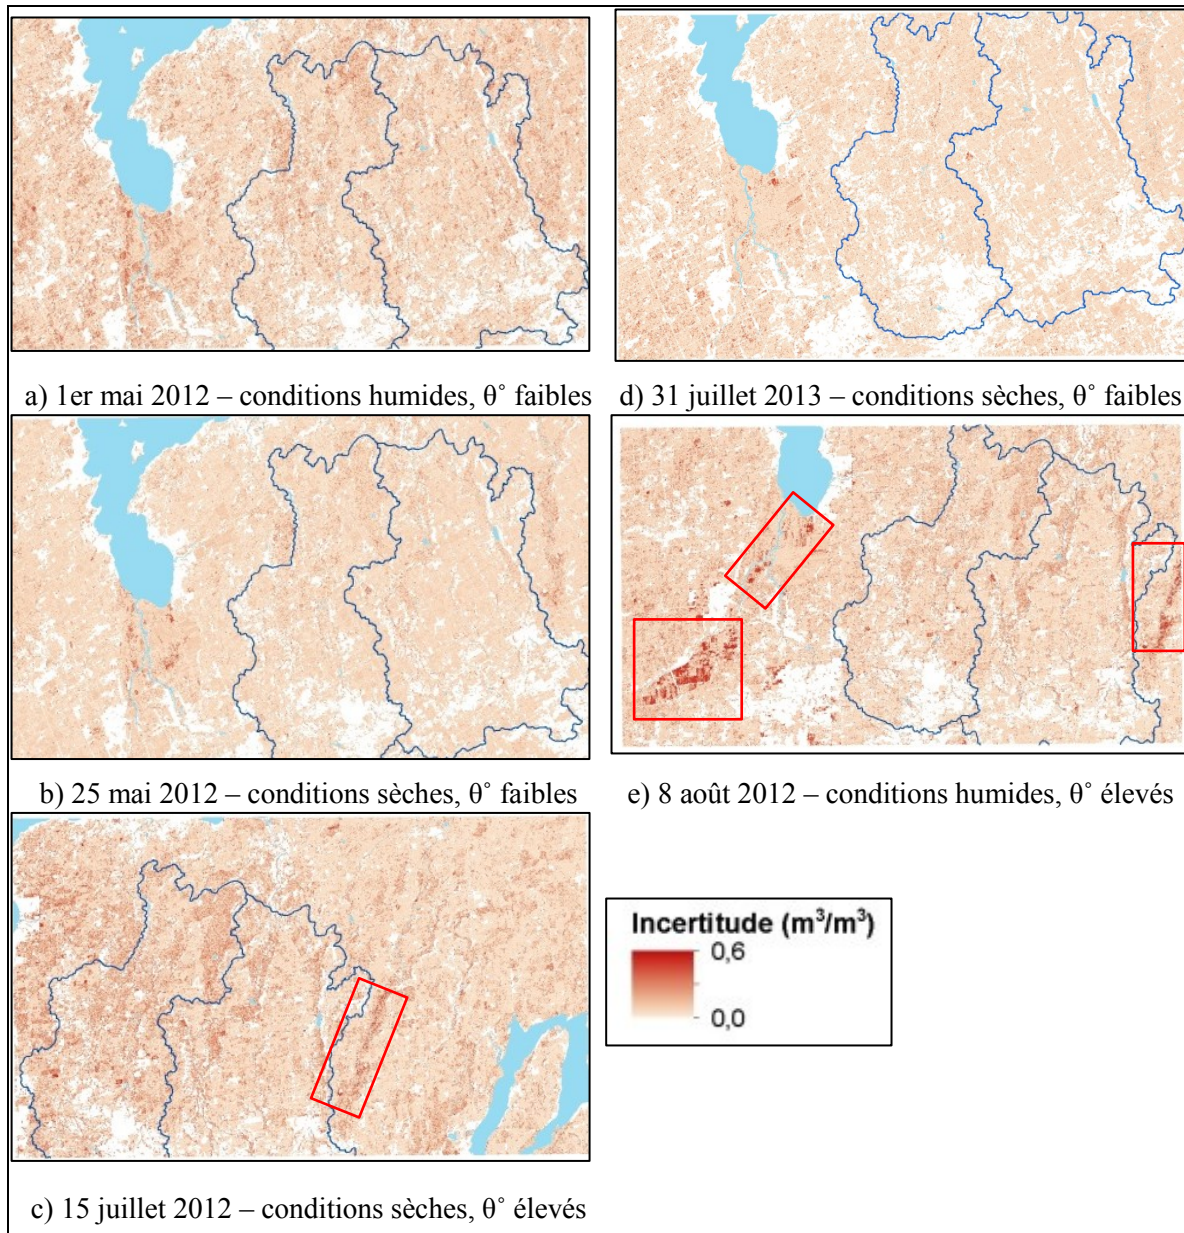 a) 1er mai 2012 – conditions humides, θ˚ faibles
d) 31 juillet 2013 – conditions sèches, θ˚ faibles
b) 25 mai 2012 – conditions sèches, θ˚ faibles
e) 8 août 2012 – conditions humides, θ˚ élevés
Incertitude (m³/m³)
0,6
0,0
c) 15 juillet 2012 – conditions sèches, θ˚ élevés